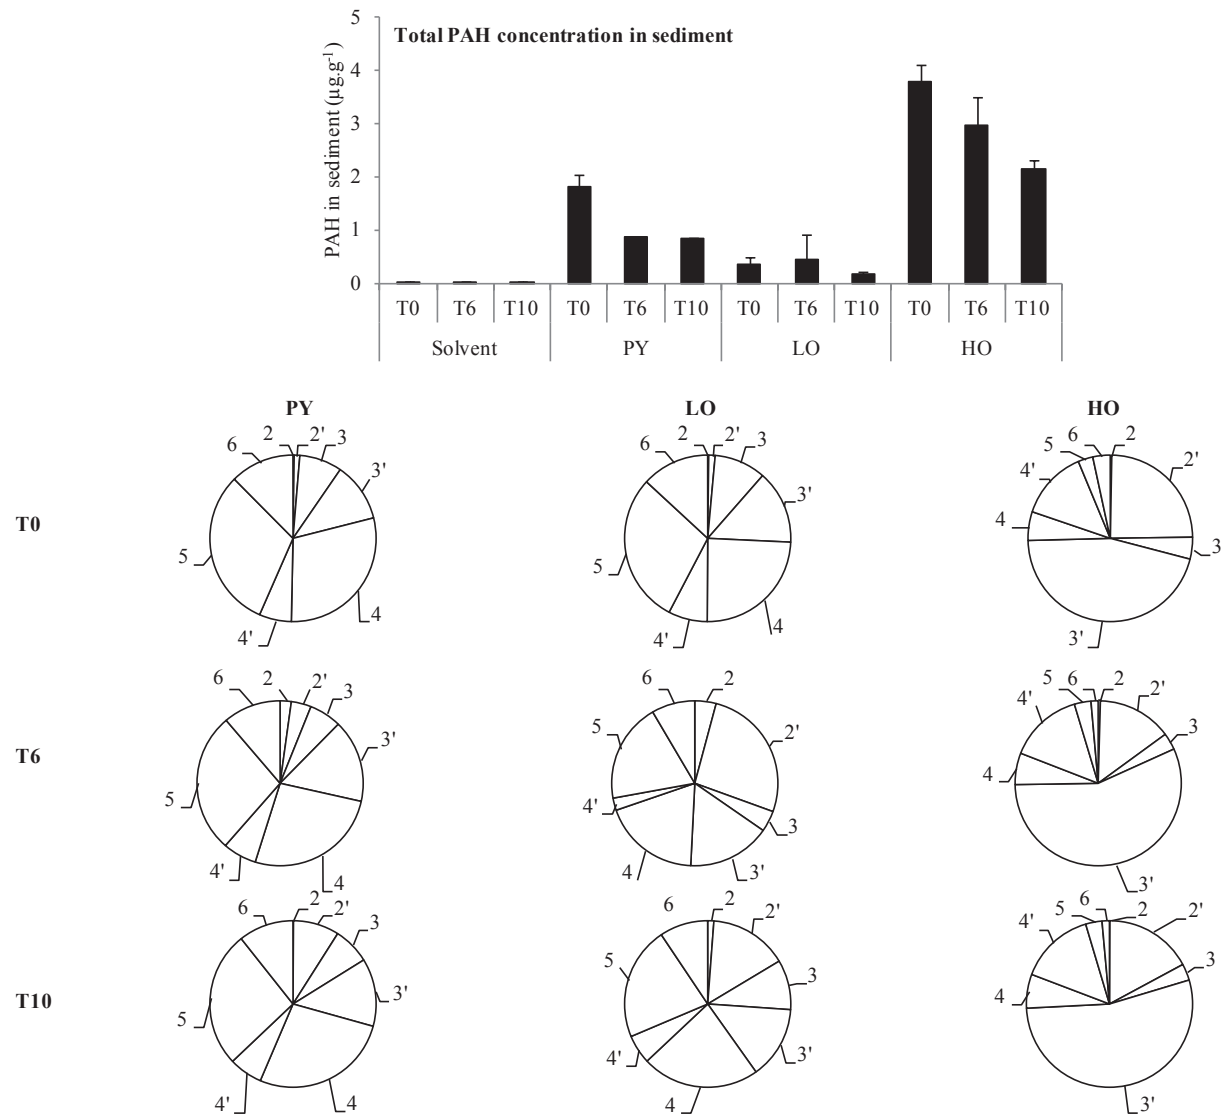 Total PAH concentration in sediment
PAH in sediment (µg.g-1)
5
4
3
2
1
0
T0 T6 T10 T0 T6 T10 T0 T6 T10 T0 T6 T10
Solvent PY LO HO
PY LO HO
T0
6 2 2' 3 3' 4 4' 5
6 2 2' 3 3' 4 4' 5
5 6 2 2' 3 3' 4 4'
T6
6 2 2' 3 3' 4 4' 5
6 2 2' 3 3' 4 4' 5
5 6 2 2' 3 3' 4 4'
T10
6 2 2' 3 3' 4 4' 5
6 2 2' 3 3' 4 4' 5
5 6 2 2' 3 3' 4 4'